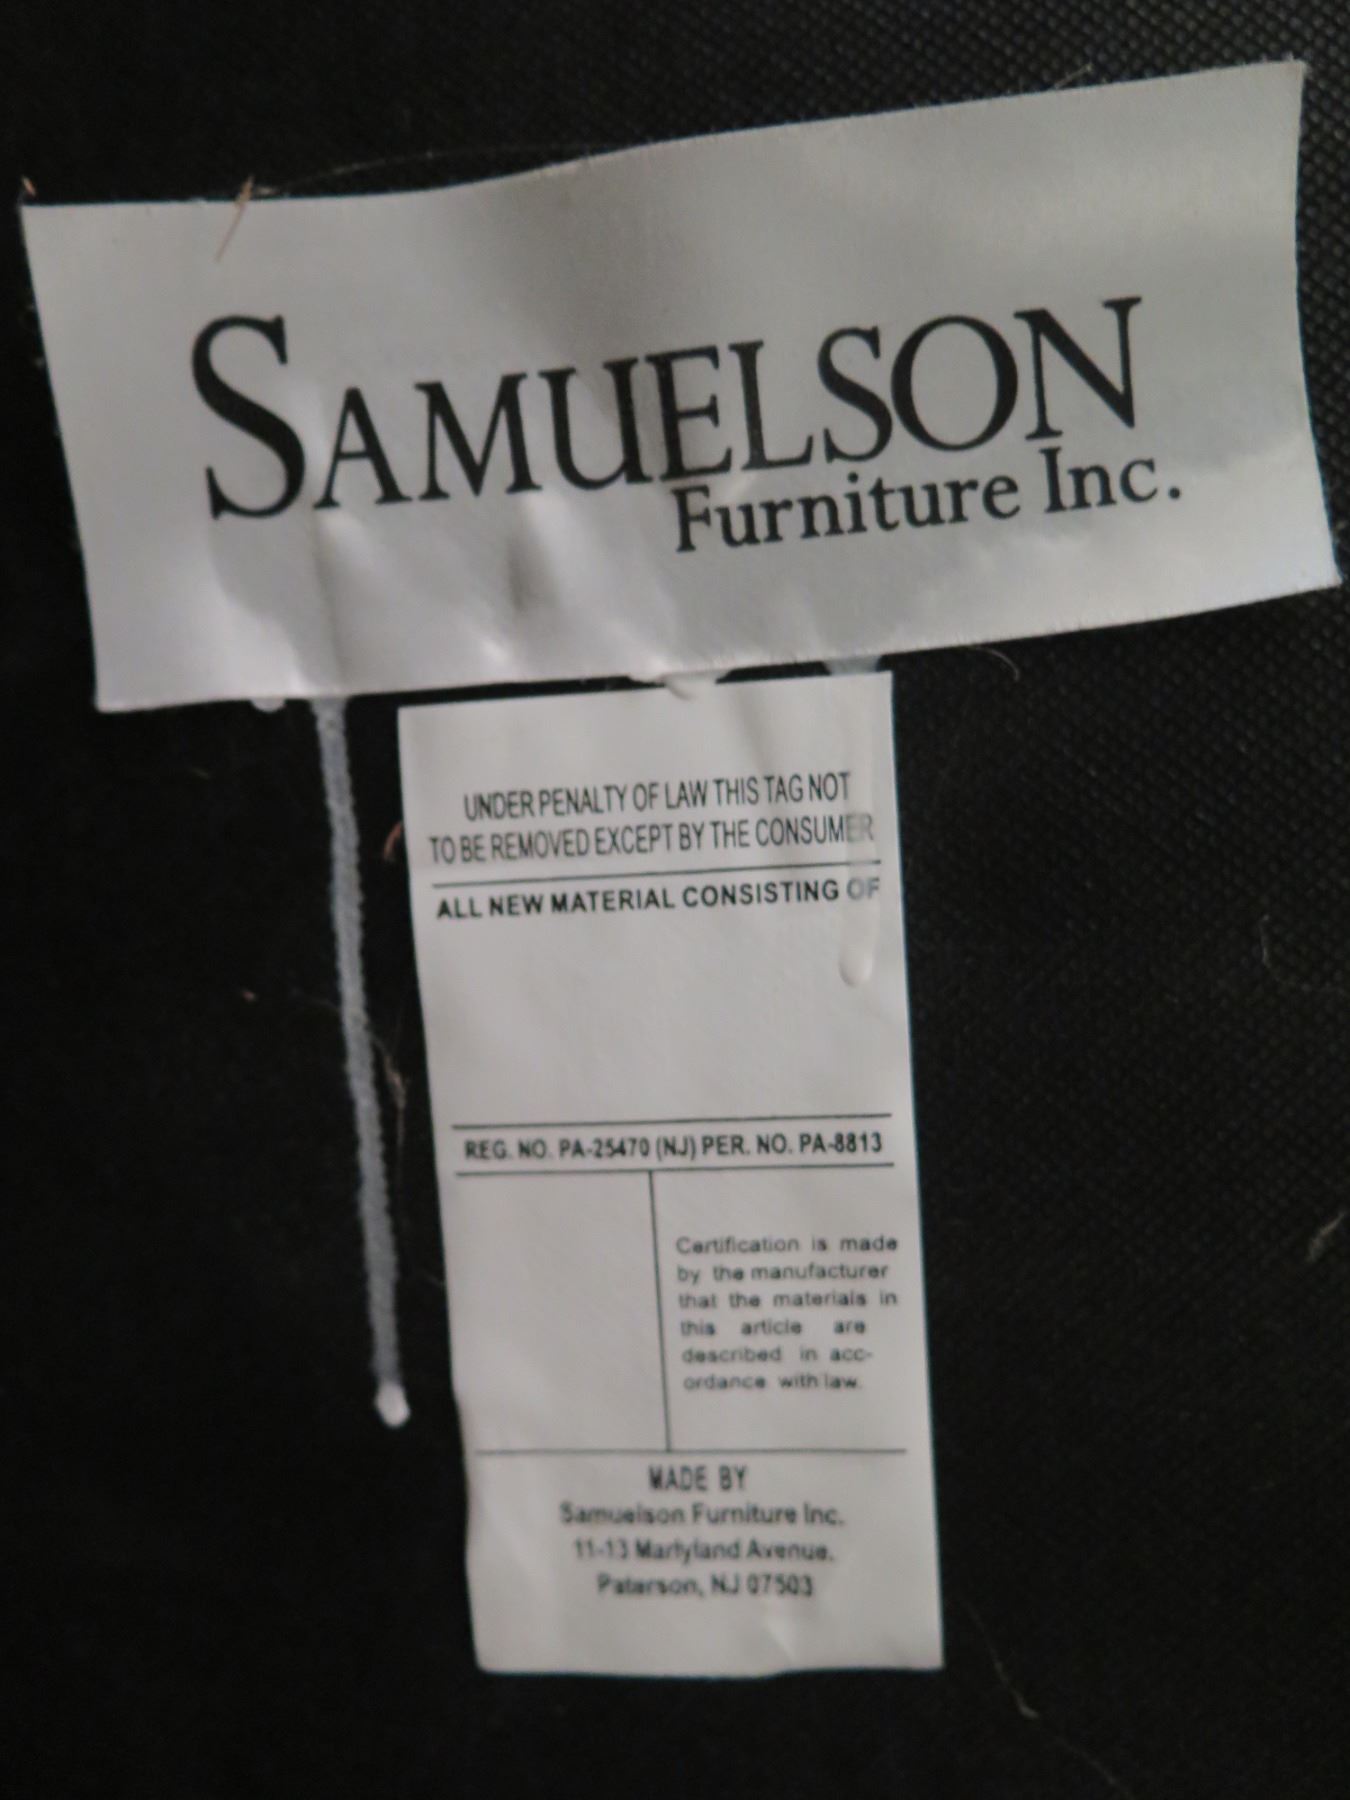 SAMUELSON
Furniture Inc.
UNDER PENALTY OF LAW THIS TAG NOT
TO BE REMOVED EXCEPT BY THE CONSUMER
ALL NEW MATERIAL CONSISTING OF
REG. NO. PA-25470 (NJ) PER. NO. PA-8813
Certification is made
by the manufacturer
that the materials in
this article are
described in acc-
ordance with law.
MADE BY
Samuelson Furniture Inc.
11-13 Marlyland Avenue.
Paterson, NJ 07503